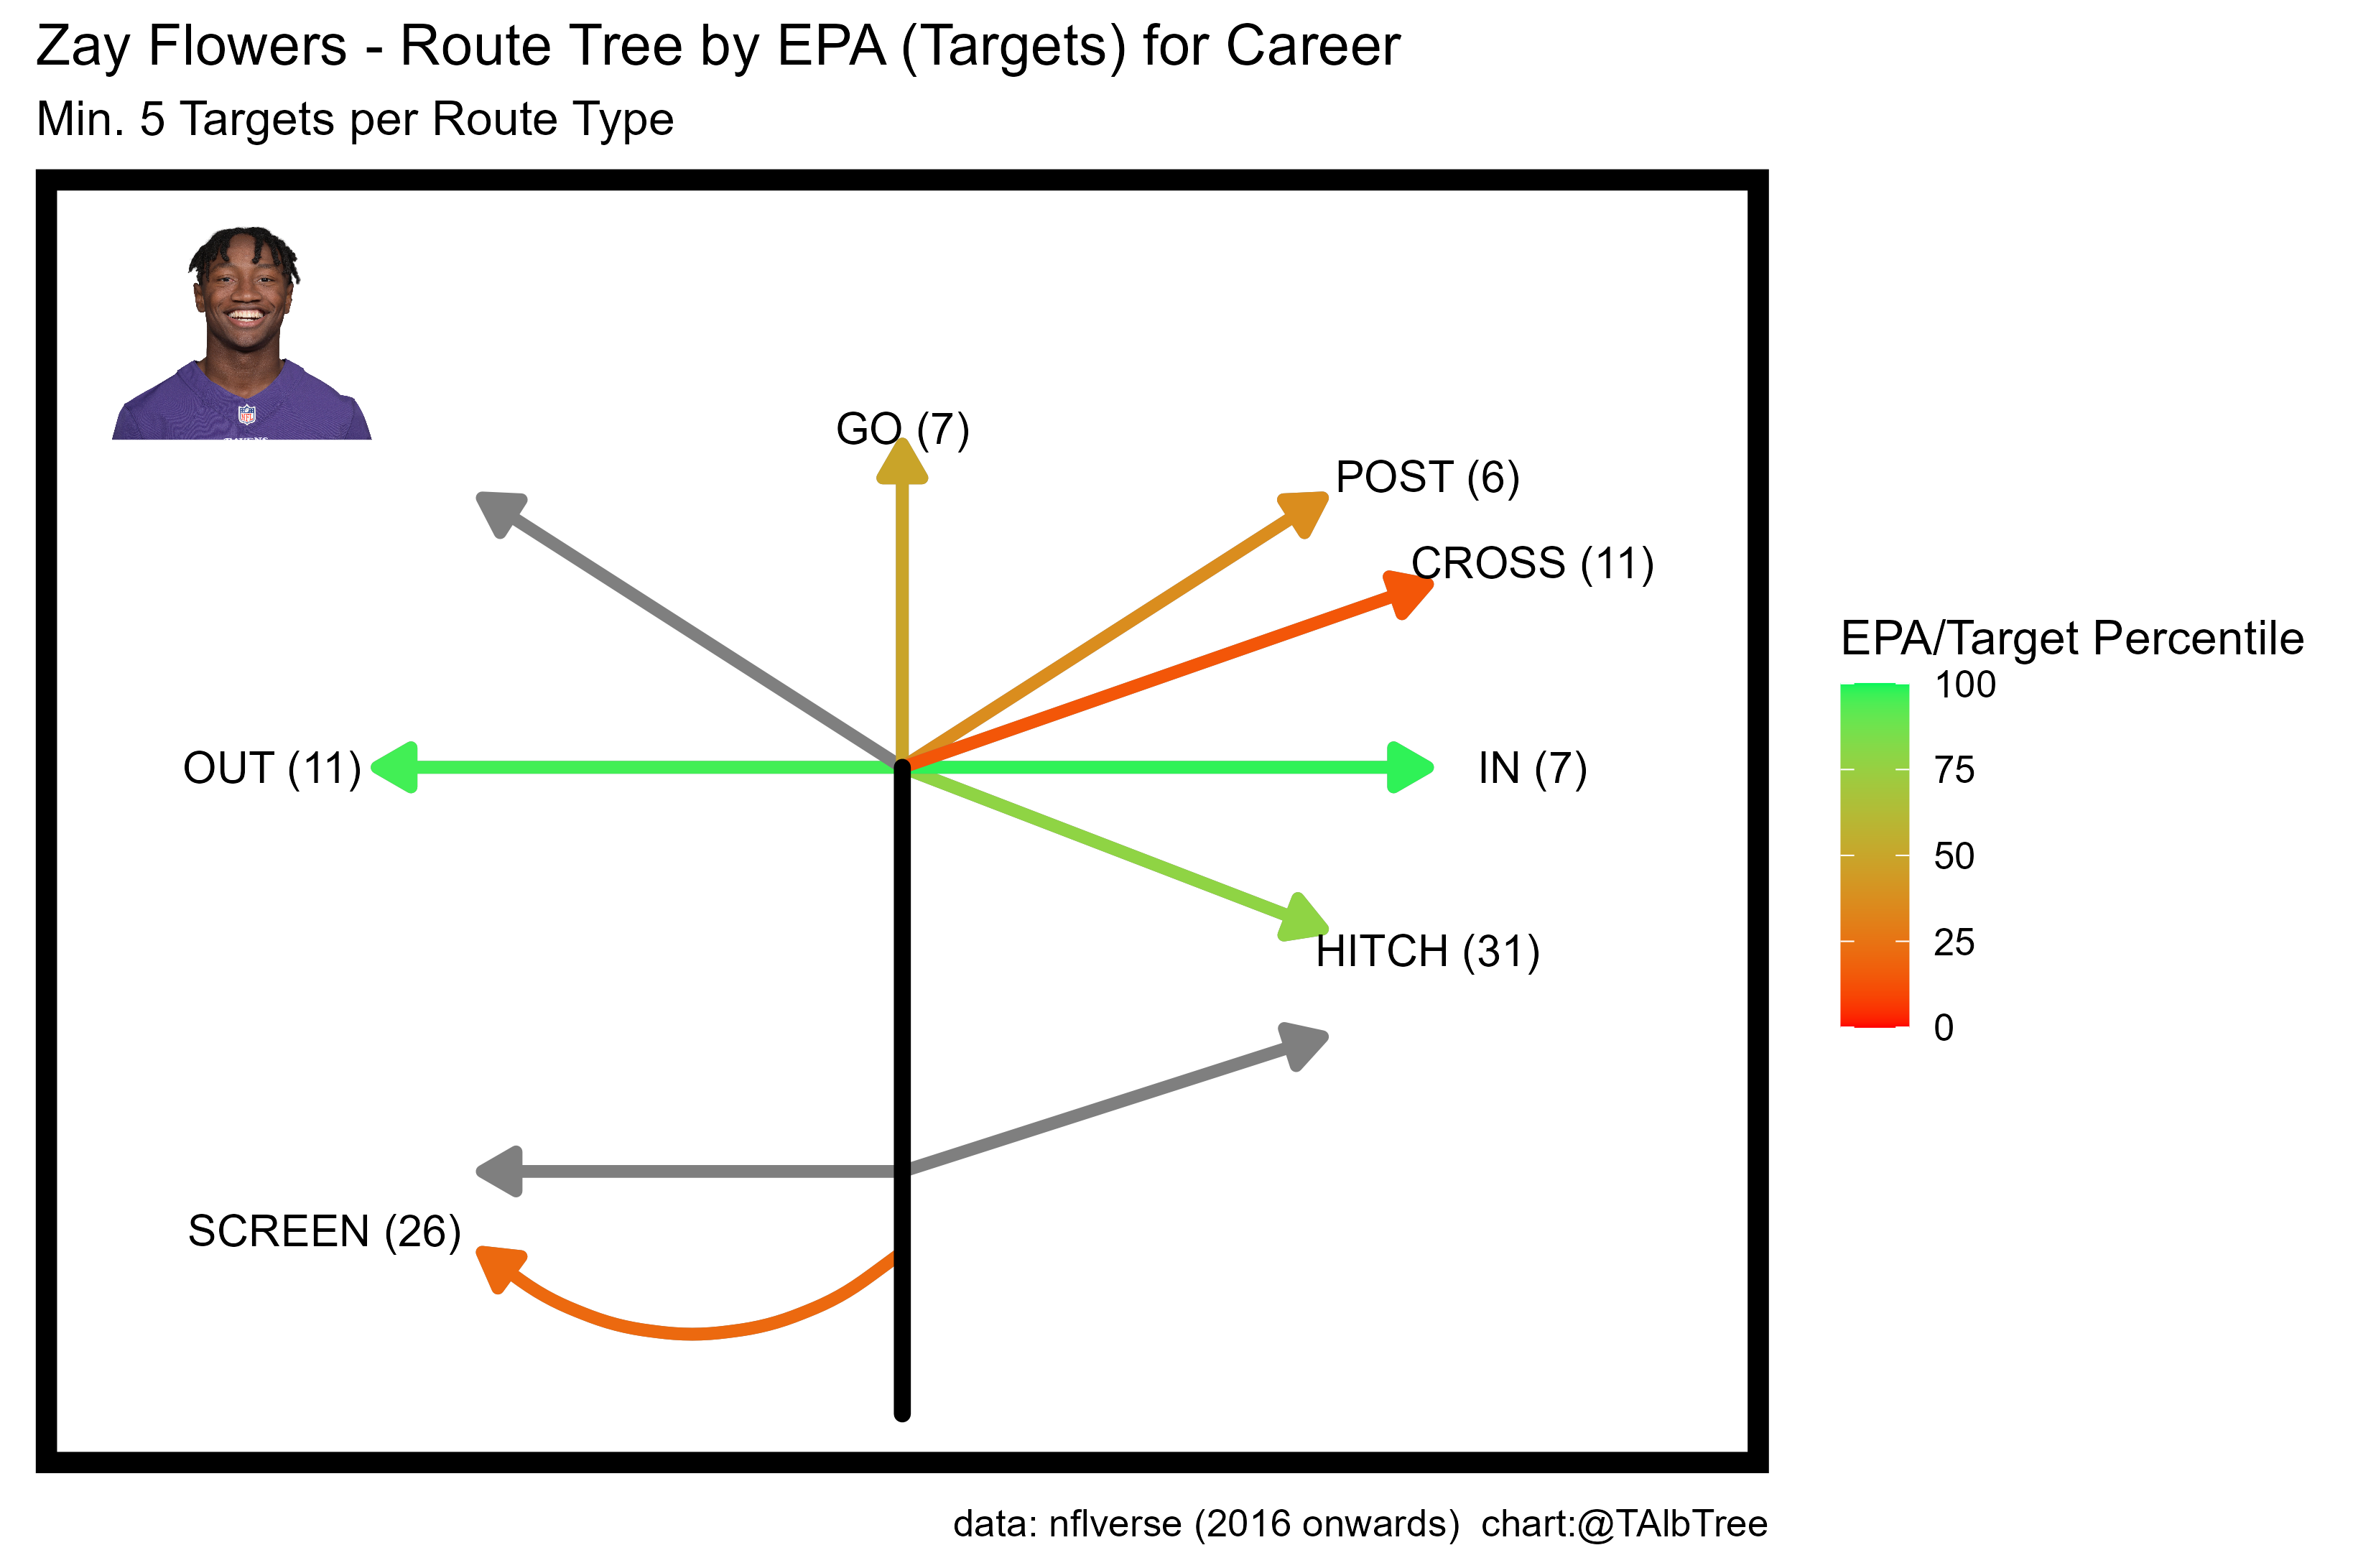 Zay Flowers - Route Tree by EPA (Targets) for Career
Min. 5 Targets per Route Type
GO (7)
POST (6)
CROSS (11)
OUT (11)
IN (7)
HITCH (31)
SCREEN (26)
EPA/Target Percentile
100
75
50
25
0
data: nflverse (2016 onwards)  chart:@TAlbTree